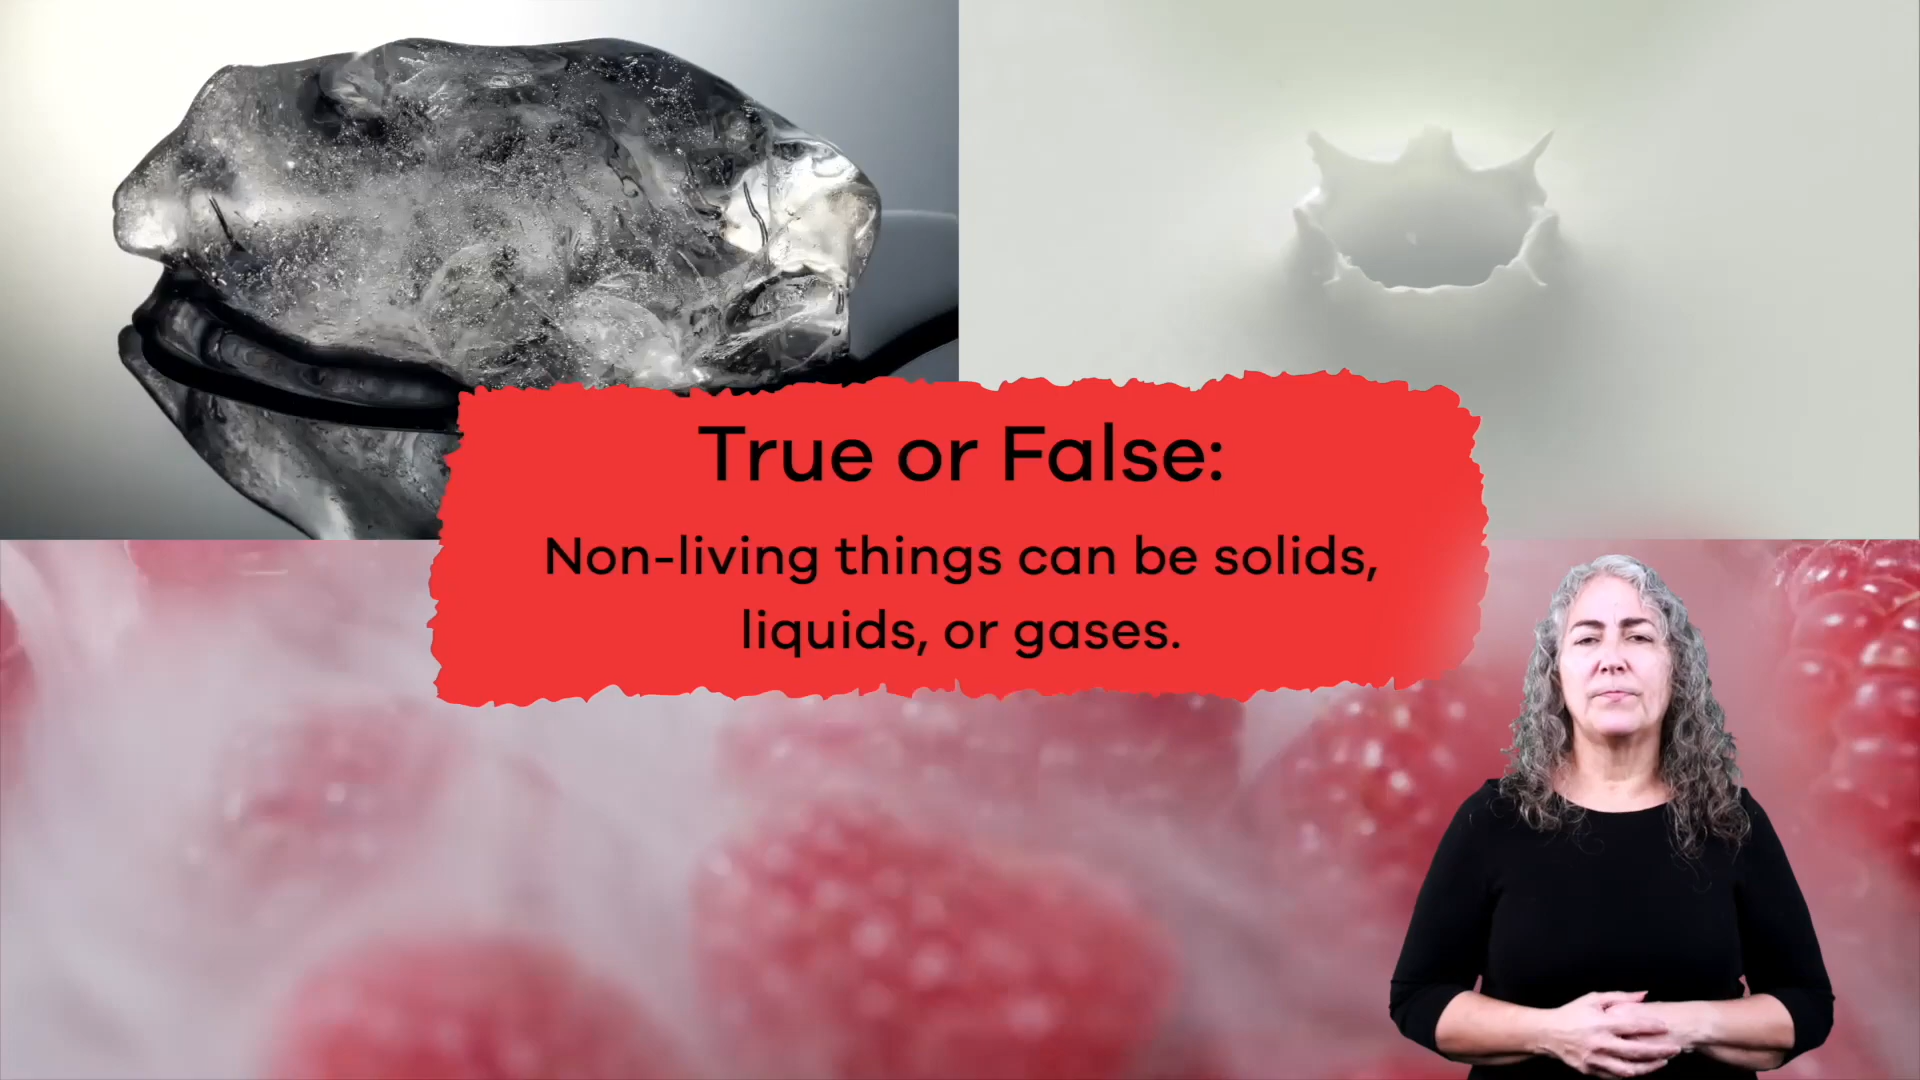 True or False:
Non-living things can be solids,
liquids, or gases.